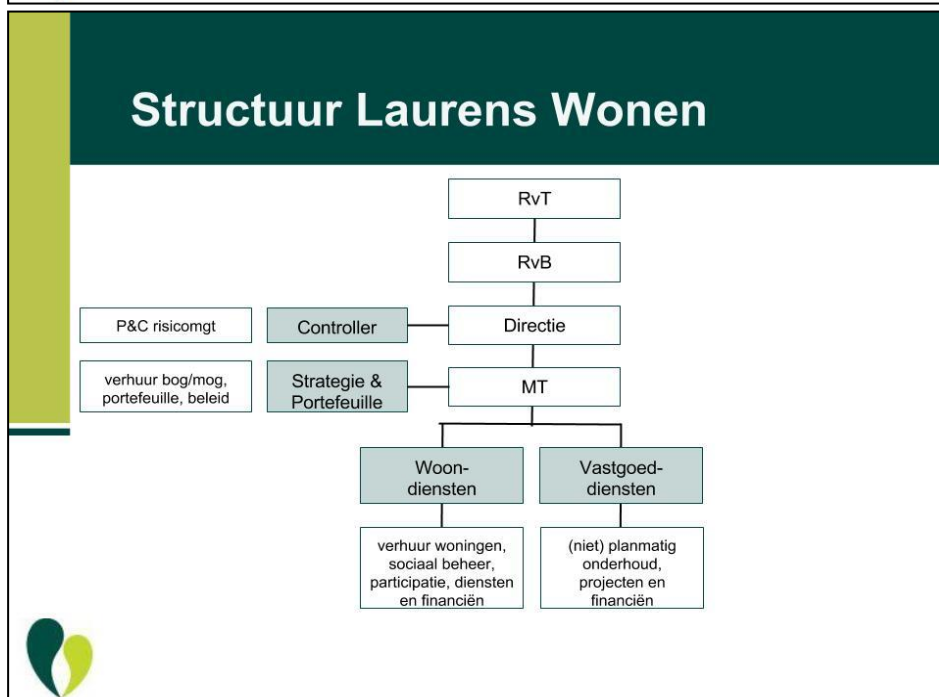 Structuur Laurens Wonen
RvT
RvB
P&C risicomgt
Controller
Directie
verhuur bog/mog,
portefeuille, beleid
Strategie &
Portefeuille
MT
Woon-
diensten
Vastgoed-
diensten
verhuur woningen,
sociaal beheer,
participatie, diensten
en financiën
(niet) planmatig
onderhoud,
projecten en
financiën